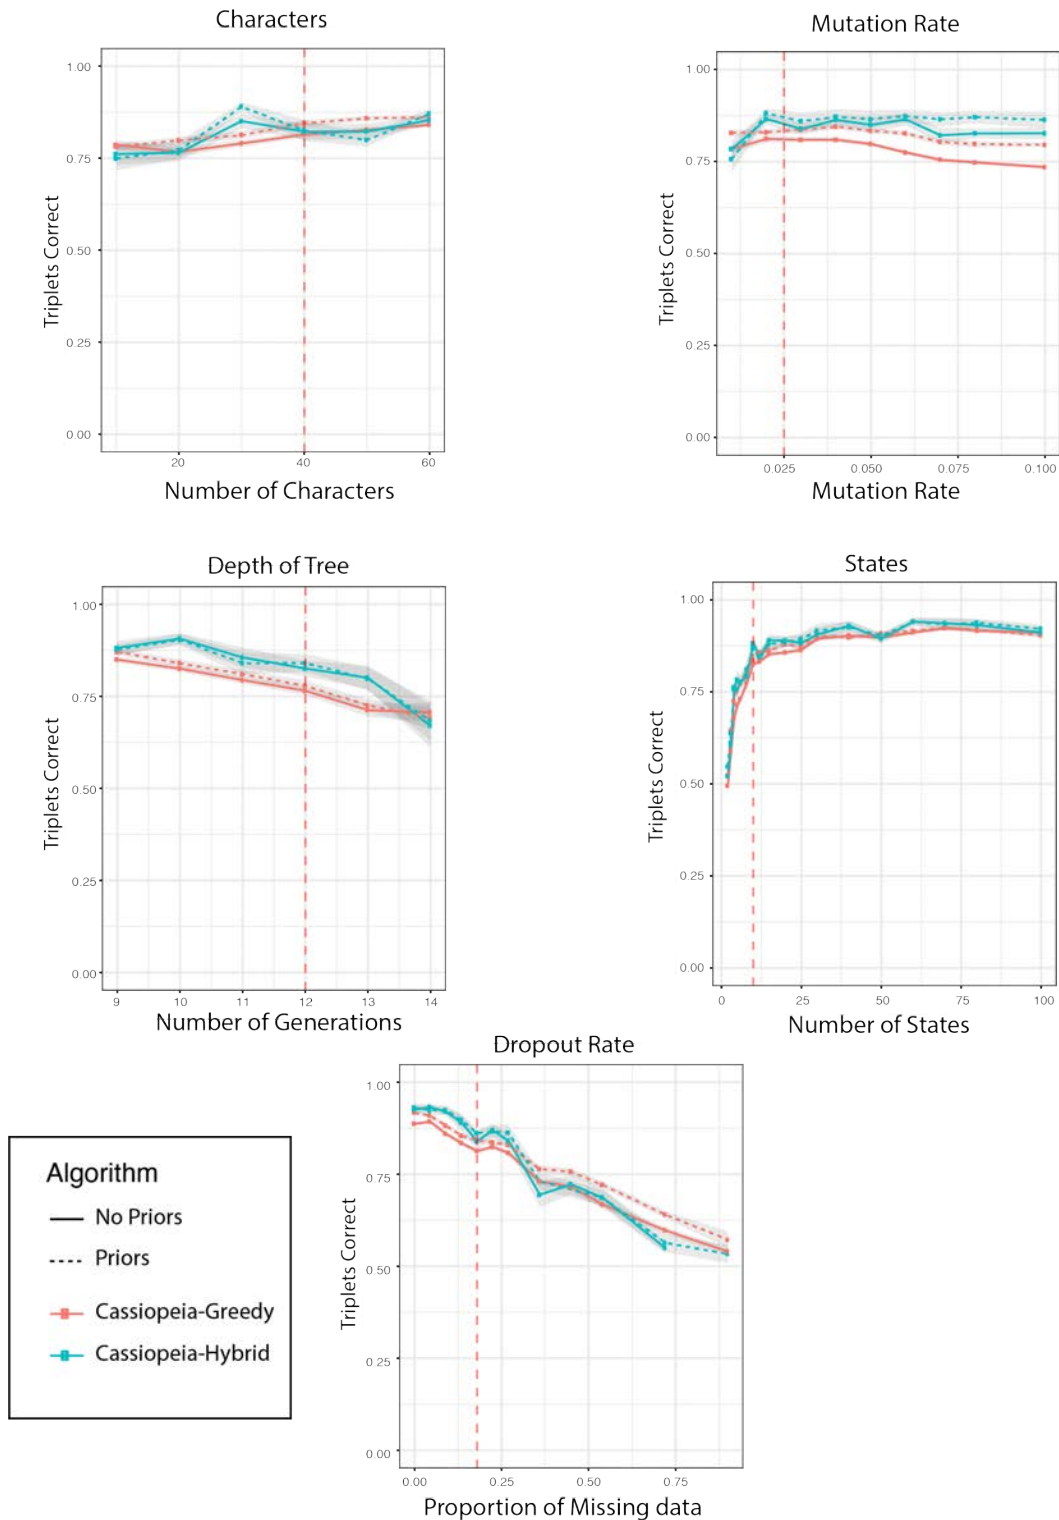 Characters
1.00
0.75
0.50
0.25
0.00
Triplets Correct
20
40
60
Number of Characters
Mutation Rate
1.00
0.75
0.50
0.25
0.00
Triplets Correct
0.025
0.050
0.075
0.100
Mutation Rate
Depth of Tree
1.00
0.75
0.50
0.25
0.00
Triplets Correct
9
10
11
12
13
14
Number of Generations
States
1.00
0.75
0.50
0.25
0.00
Triplets Correct
0
25
50
75
100
Number of States
Dropout Rate
1.00
0.75
0.50
0.25
0.00
Triplets Correct
0.00
0.25
0.50
0.75
Proportion of Missing data
Algorithm
No Priors
Priors
Cassiopeia-Greedy
Cassiopeia-Hybrid